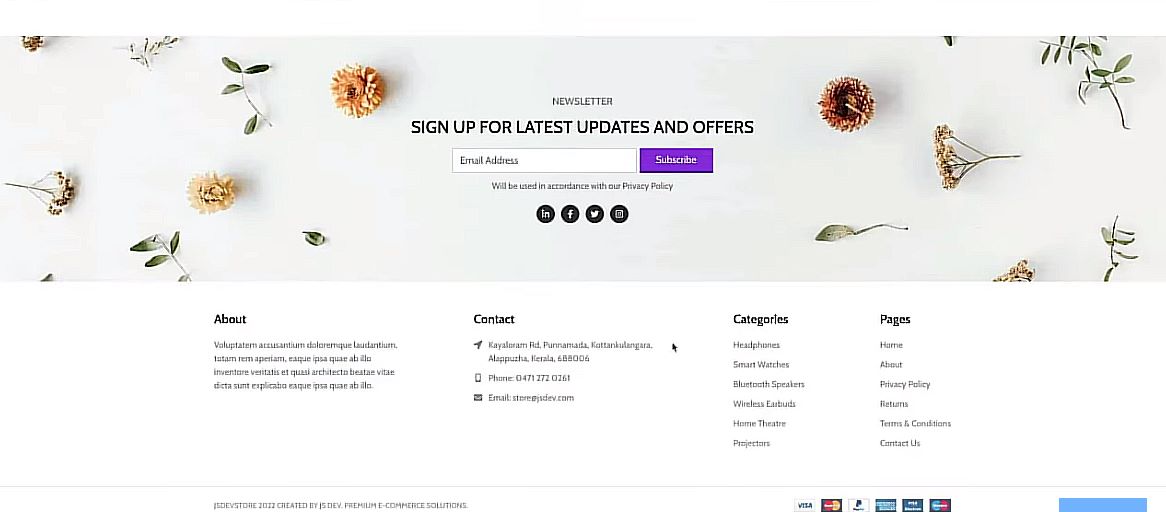 NEWSLETTER
SIGN UP FOR LATEST UPDATES AND OFFERS
Email Address
Subscribe
Will be used in accordance with our Privacy Policy
About
Voluptatem accusantium doloremque laudantium,
totam rem aperiam, eaque ipsa quae ab illo
inventore veritatis et quasi architecto beatae vitae
dicta sunt explicabo eaque ipsa quae ab illo.
Contact
Kayaloram Rd, Punnamada, Kottankulangara,
Alappuzha, Kerala, 688006
Phone: 0471 272 0261
Email: store@jsdev.com
Categories
Headphones
Smart Watches
Bluetooth Speakers
Wireless Earbuds
Home Theatre
Projectors
Pages
Home
About
Privacy Policy
Returns
Terms & Conditions
Contact Us
JSDEVSTORE 2022 CREATED BY JS DEV. PREMIUM E-COMMERCE SOLUTIONS.
VISA